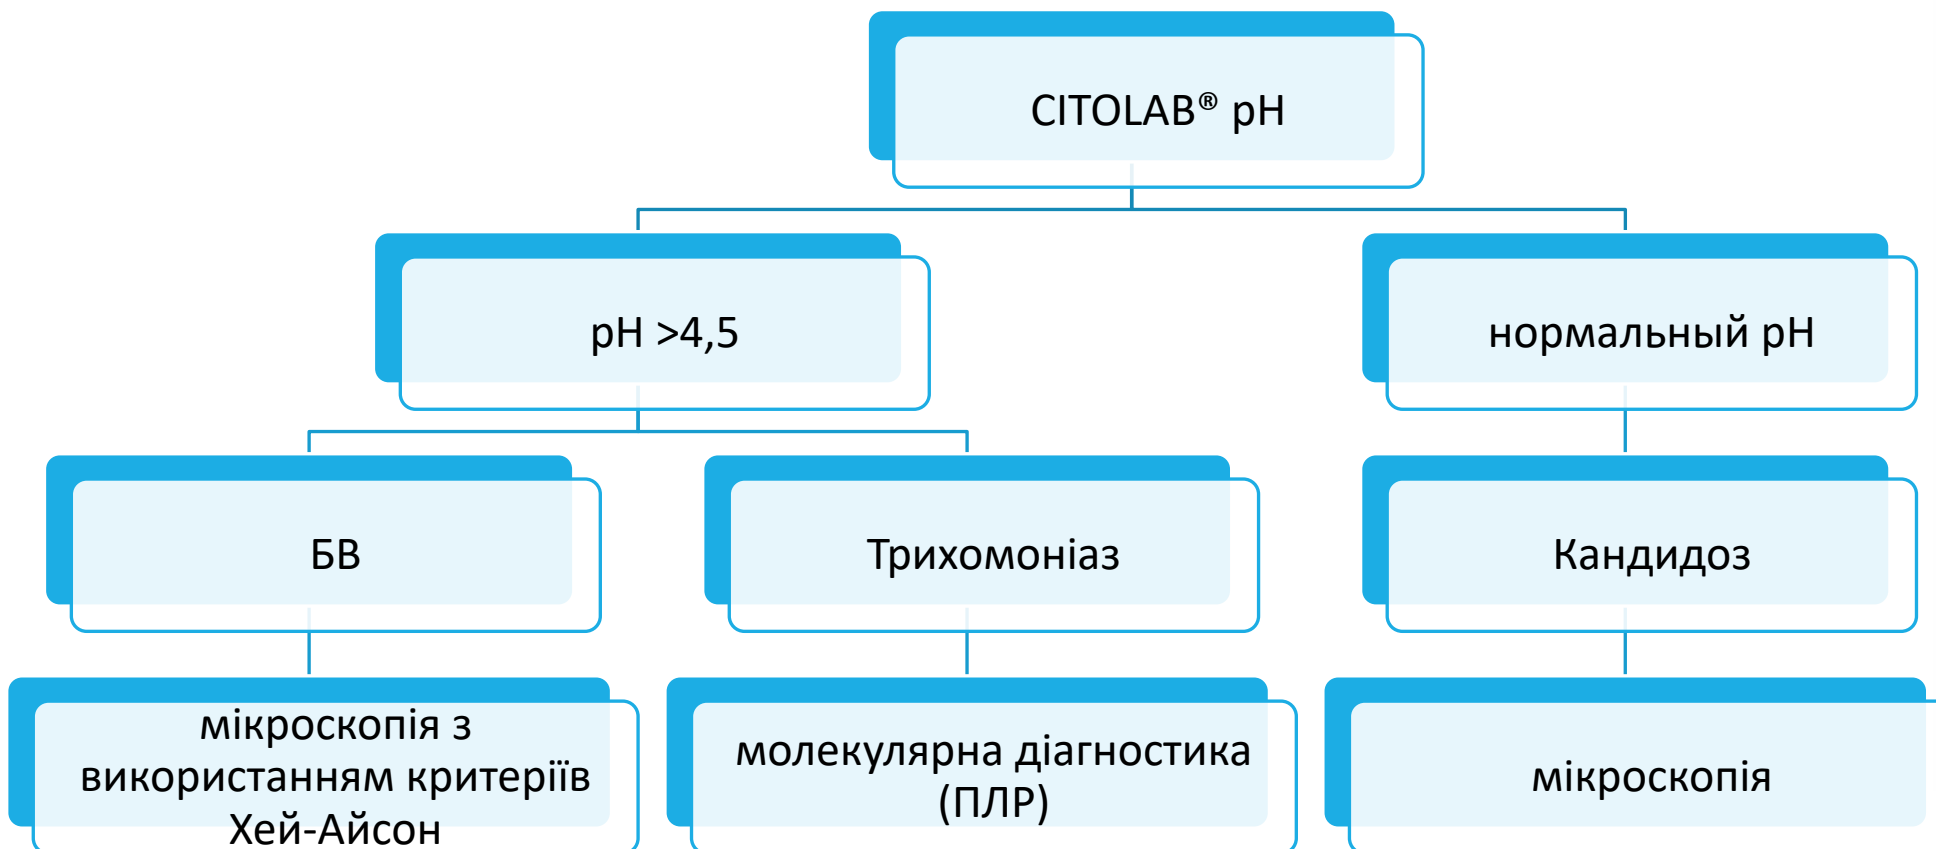 CITOLAB® pH
pH >4,5
нормальный pH
БВ
Трихомоніаз
Кандидоз
мікроскопія з
використанням критеріїв
Хей-Айсон
молекулярна діагностика
(ПЛР)
мікроскопія